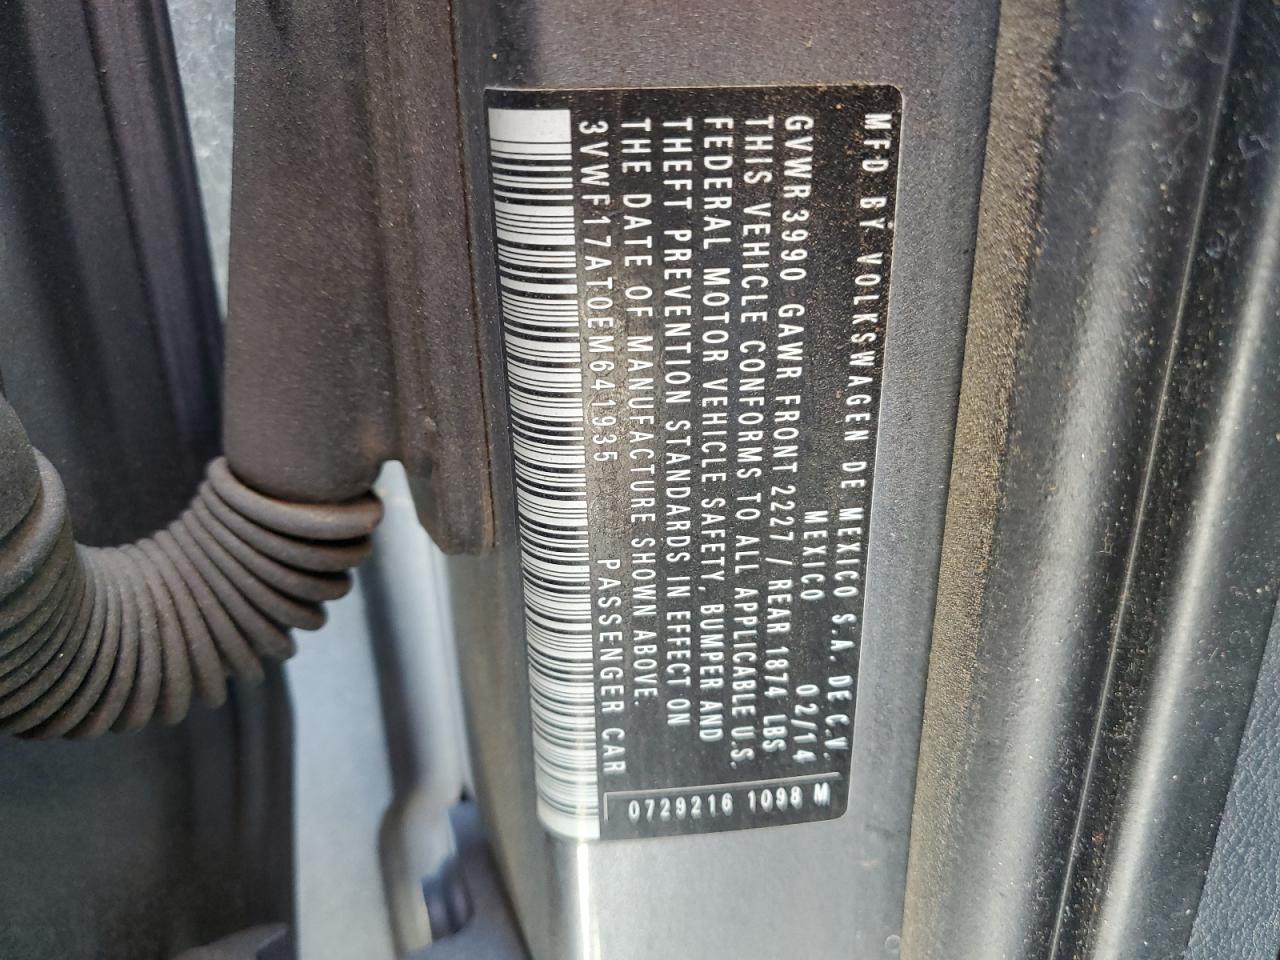 MFD BY VOLKSWAGEN DE MEXICO S.A. DE C.V.
MEXICO 02/14
GVWR3990 GAWR FRONT 2227 / REAR 1874 LBS
THIS VEHICLE CONFORMS TO ALL APPLICABLE U.S.
FEDERAL MOTOR VEHICLE SAFETY, BUMPER AND
THEFT PREVENTION STANDARDS IN EFFECT ON
THE DATE OF MANUFACTURE SHOWN ABOVE.
3VWF17AT0EM641935 PASSENGER CAR
0729216 1098 M